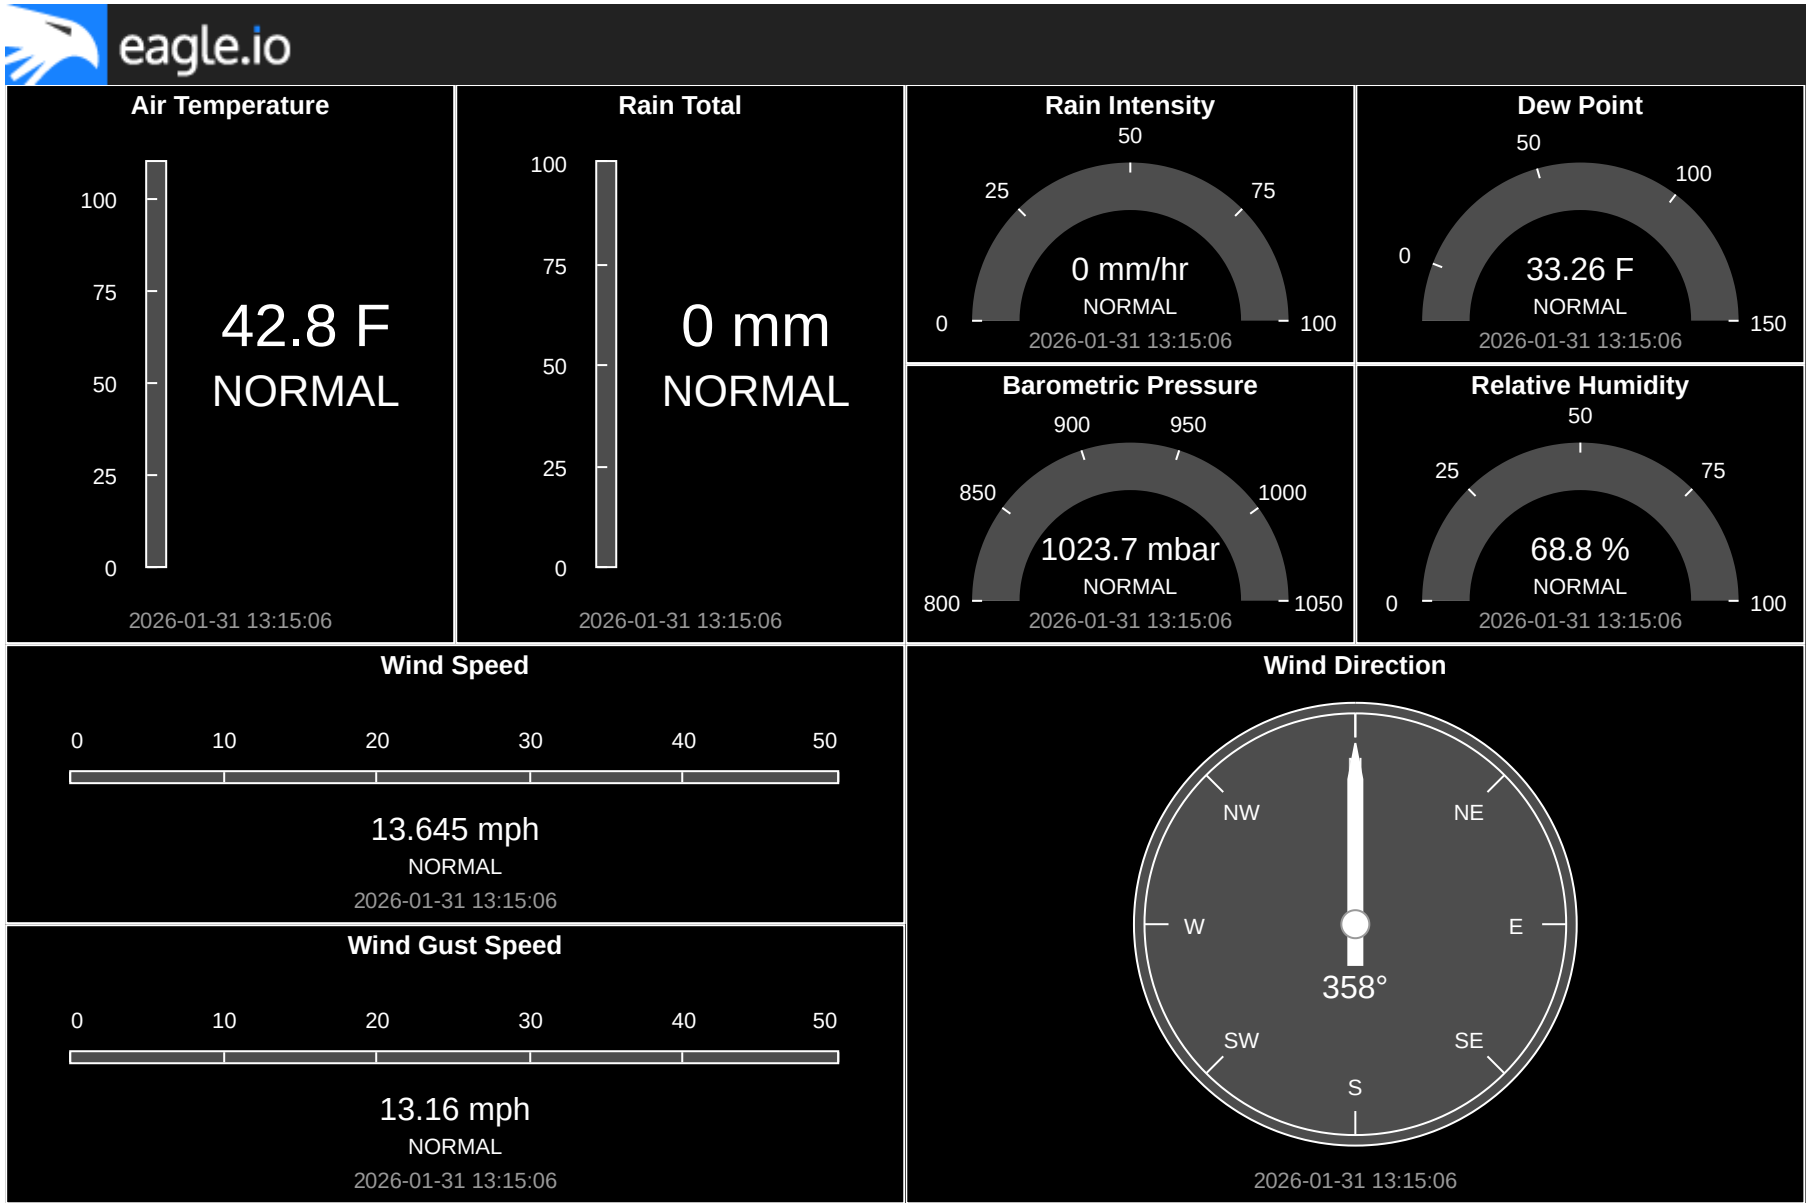 eagle.io
Air Temperature
100
75
50
25
0
42.8 F
NORMAL
2026-01-31 13:15:06
Rain Total
100
75
50
25
0
0 mm
NORMAL
2026-01-31 13:15:06
Rain Intensity
50
25
75
0
100
0 mm/hr
NORMAL
2026-01-31 13:15:06
Dew Point
50
100
0
150
33.26 F
NORMAL
2026-01-31 13:15:06
Barometric Pressure
900
950
850
1000
800
1050
1023.7 mbar
NORMAL
2026-01-31 13:15:06
Relative Humidity
50
25
75
0
100
68.8 %
NORMAL
2026-01-31 13:15:06
Wind Speed
0 10 20 30 40 50
13.645 mph
NORMAL
2026-01-31 13:15:06
Wind Gust Speed
0 10 20 30 40 50
13.16 mph
NORMAL
2026-01-31 13:15:06
Wind Direction
NW NE
W E
358°
SW SE
S
2026-01-31 13:15:06